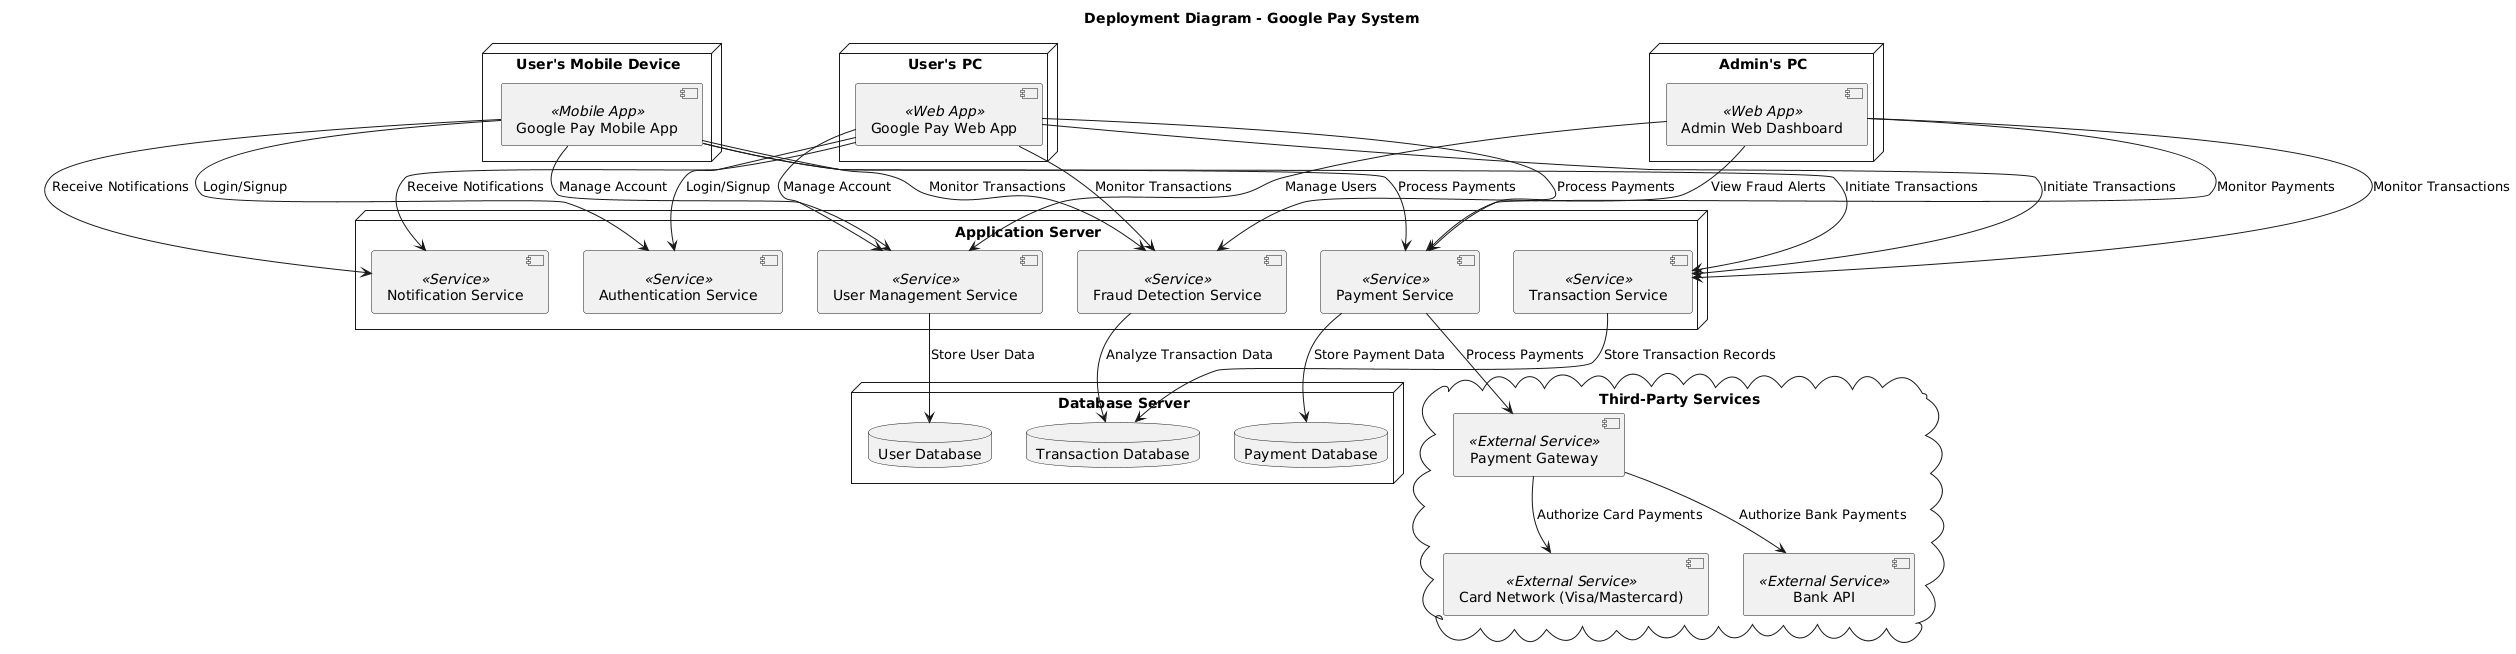 Deployment Diagram - Google Pay System
User's Mobile Device
User's PC
Admin's PC
«Mobile App»
Google Pay Mobile App
«Web App»
Google Pay Web App
«Web App»
Admin Web Dashboard
Receive Notifications
Login/Signup
Receive Notifications
Manage Account
Login/Signup
Manage Account
Monitor Transactions
Monitor Transactions
Manage Users
Process Payments
Process Payments
View Fraud Alerts
Initiate Transactions
Initiate Transactions
Monitor Payments
Monitor Transactions
Application Server
«Service»
Notification Service
«Service»
Authentication Service
«Service»
User Management Service
«Service»
Fraud Detection Service
«Service»
Payment Service
«Service»
Transaction Service
Store User Data
Analyze Transaction Data
Store Payment Data
Process Payments
Store Transaction Records
Database Server
User Database
Transaction Database
Payment Database
Third-Party Services
«External Service»
Payment Gateway
Authorize Card Payments
Authorize Bank Payments
«External Service»
Card Network (Visa/Mastercard)
«External Service»
Bank API